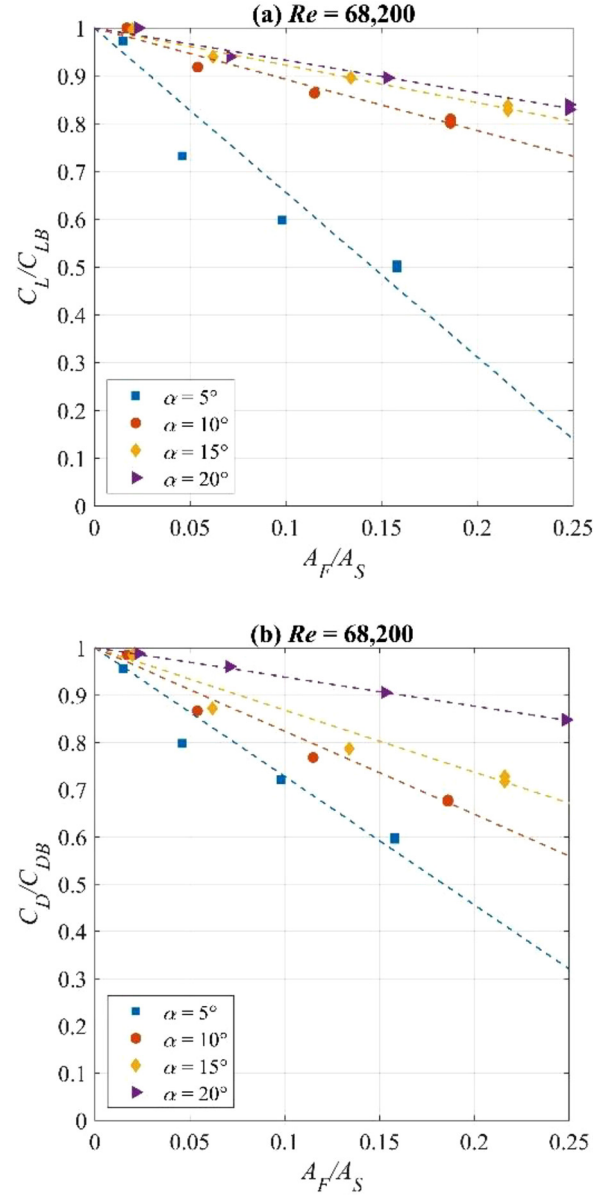 (a) Re = 68,200
1
0.9
0.8
0.7
0.6
0.5
0.4
0.3
0.2
0.1
0
C_L/C_LB
α = 5°
α = 10°
α = 15°
α = 20°
0 0.05 0.1 0.15 0.2 0.25
A_F/A_S
(b) Re = 68,200
1
0.9
0.8
0.7
0.6
0.5
0.4
0.3
0.2
0.1
0
C_D/C_DB
α = 5°
α = 10°
α = 15°
α = 20°
0 0.05 0.1 0.15 0.2 0.25
A_F/A_S